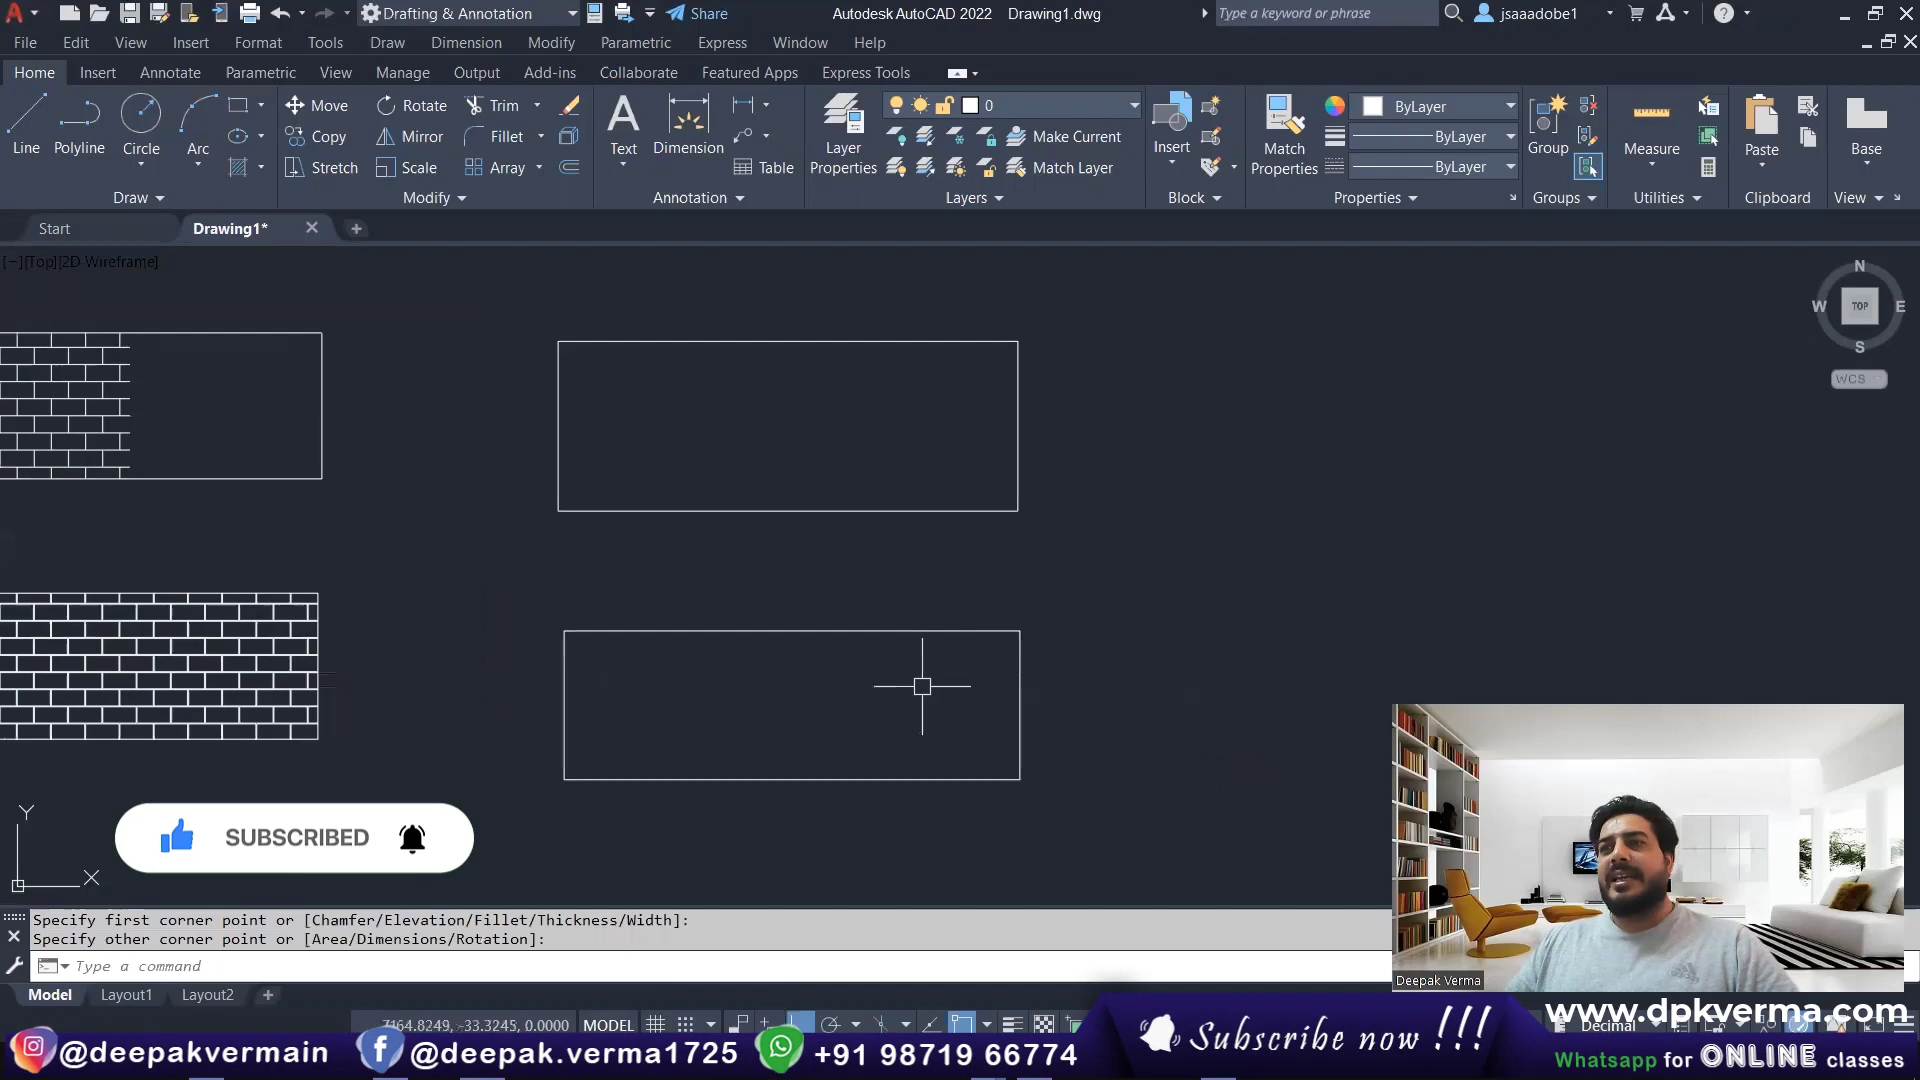 Drafting & Annotation
Share
Autodesk AutoCAD 2022 Drawing1.dwg
Type a keyword or phrase
jsaaadobe1
File Edit View Insert Format Tools Draw Dimension Modify Parametric Express Window Help
Home Insert Annotate Parametric View Manage Output Add-ins Collaborate Featured Apps Express Tools
Line Polyline Circle Arc
Move Rotate Trim
Copy Mirror Fillet
Stretch Scale Array
Text Dimension Table
Layer Properties
0
Make Current
Match Layer
Insert
Match Properties
ByLayer
ByLayer
ByLayer
Group
Measure
Paste
Base
Draw Modify Annotation Layers Block Properties Groups Utilities Clipboard View
Start Drawing1*
[−][Top][2D Wireframe]
N
W TOP E
S
WCS
Y
X
SUBSCRIBED
Specify first corner point or [Chamfer/Elevation/Fillet/Thickness/Width]:
Specify other corner point or [Area/Dimensions/Rotation]:
Type a command
Deepak Verma
Model Layout1 Layout2
7164.8249, -33.3245, 0.0000 MODEL
Decimal
www.dpkverma.com
@deepakvermain @deepak.verma1725 +91 98719 66774
Subscribe now !!!
Whatsapp for ONLINE classes